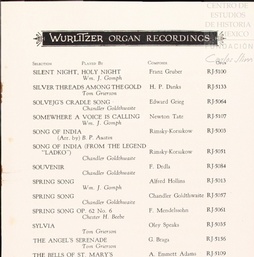 CENTRO DE
ESTUDIOS
DE HISTORIA
DE MEXICO
WURLITZER ORGAN RECORDINGS
SELECTION PLAYED BY COMPOSER
SILENT NIGHT, HOLY NIGHT Franz Gruber RJ 5100
Wm. J. Gomph
SILVER THREADS AMONG THE GOLD H. P. Danks RJ 5133
Tom Grierson
SOLVEJG'S CRADLE SONG Edward Grieg RJ 5064
Chandler Goldthwaite
SOMEWHERE A VOICE IS CALLING Newton Tate RJ 5107
Wm. J. Gomph
SONG OF INDIA Rimsky-Korsakow RJ 5003
(Arr. by) B. P. Austin
SONG OF INDIA (FROM THE LEGEND
"LADKO") Rimsky-Korsakow RJ 5051
Chandler Goldthwaite
SOUVENIR F. Drdla RJ 5084
Chandler Goldthwaite
SPRING SONG Alfred Hollins RJ 5013
Wm. J. Gomph
SPRING SONG Chandler Goldthwaite RJ 5057
Chandler Goldthwaite
SPRING SONG OP. 62 No. 6 F. Mendelssohn RJ 5061
Chester H. Beebe
SYLVIA Oley Speaks RJ 5035
Tom Grierson
THE ANGEL'S SERENADE G. Braga RJ 5136
Tom Grierson
THE BELLS OF ST. MARY'S A. Emmett Adams RJ 5109